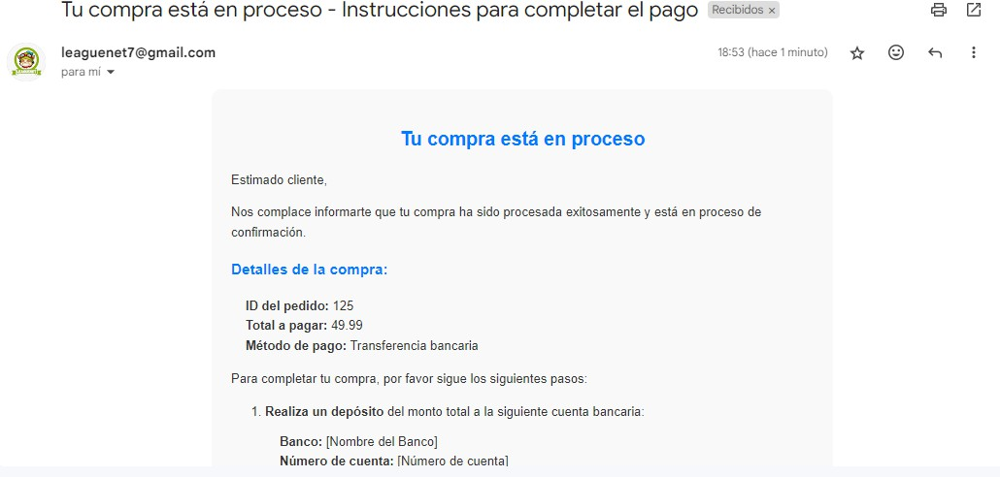 Tu compra está en proceso - Instrucciones para completar el pago Recibidos ×
leaguenet7@gmail.com
18:53 (hace 1 minuto)
para mí
Tu compra está en proceso
Estimado cliente,
Nos complace informarte que tu compra ha sido procesada exitosamente y está en proceso de
confirmación.
Detalles de la compra:
ID del pedido: 125
Total a pagar: 49.99
Método de pago: Transferencia bancaria
Para completar tu compra, por favor sigue los siguientes pasos:
1. Realiza un depósito del monto total a la siguiente cuenta bancaria:
Banco: [Nombre del Banco]
Número de cuenta: [Número de cuenta]